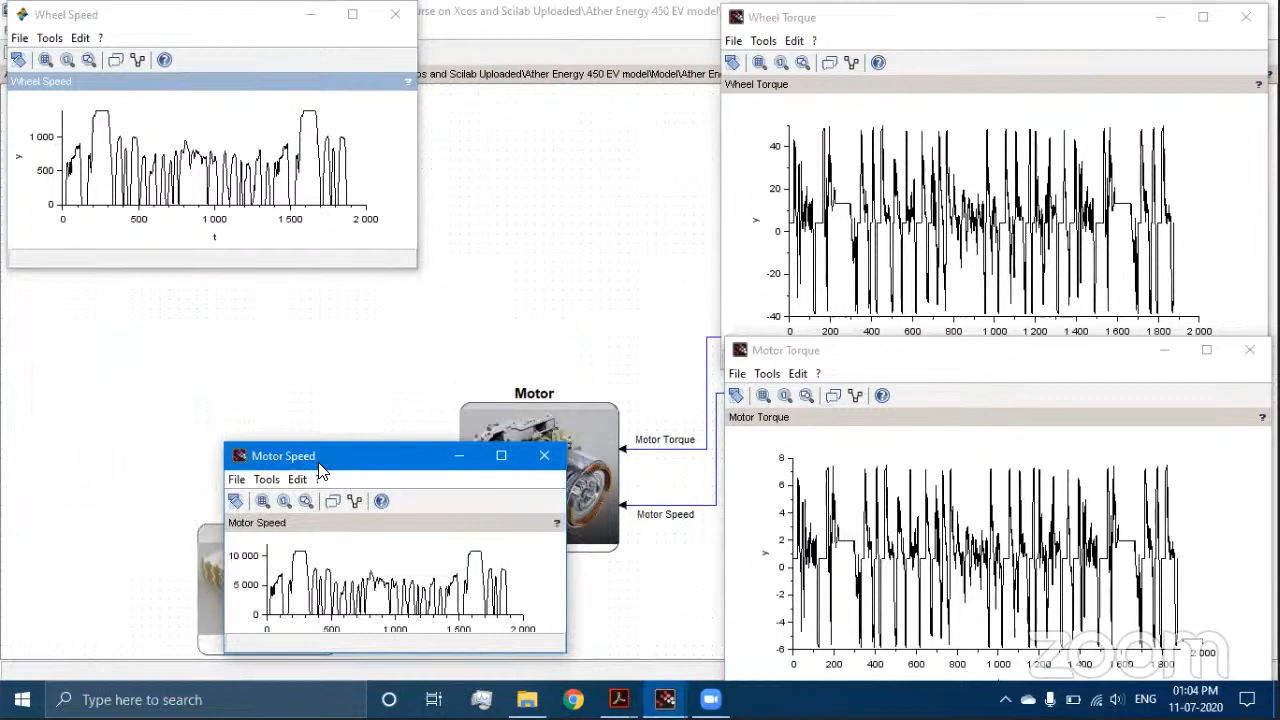 Wheel Speed
File Tools Edit ?
Wheel Speed ?
y
1 000
500
0
0 500 1 000 1 500 2 000
t
urse on Xcos and Scilab Uploaded\Ather Energy 450 EV model
os and Scilab Uploaded\Ather Energy 450 EV model\Model\Ather En
Wheel Torque
File Tools Edit ?
Wheel Torque ?
y
40
20
0
-20
-40
0 200 400 600 800 1 000 1 200 1 400 1 600 1 800 2 000
Motor
Motor Torque
Motor Speed
Motor Speed
File Tools Edit ?
Motor Speed ?
10 000
5 000
0
0 500 1 000 1 500 2 000
Motor Torque
File Tools Edit ?
Motor Torque ?
y
8
6
4
2
0
-2
-4
-6
0 200 400 600 800 1 000 1 200 1 400 1 600 1 800 2 000
zoom
Type here to search
ENG
01:04 PM
11-07-2020